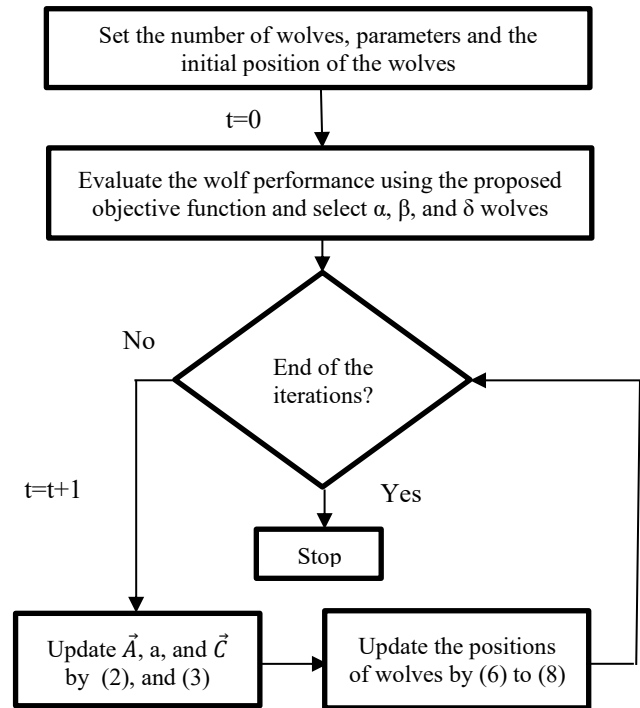 Set the number of wolves, parameters and the
initial position of the wolves
t=0
Evaluate the wolf performance using the proposed
objective function and select α, β, and δ wolves
No
End of the
iterations?
t=t+1
Yes
Stop
Update A⃗, a, and C⃗
by (2), and (3)
Update the positions
of wolves by (6) to (8)